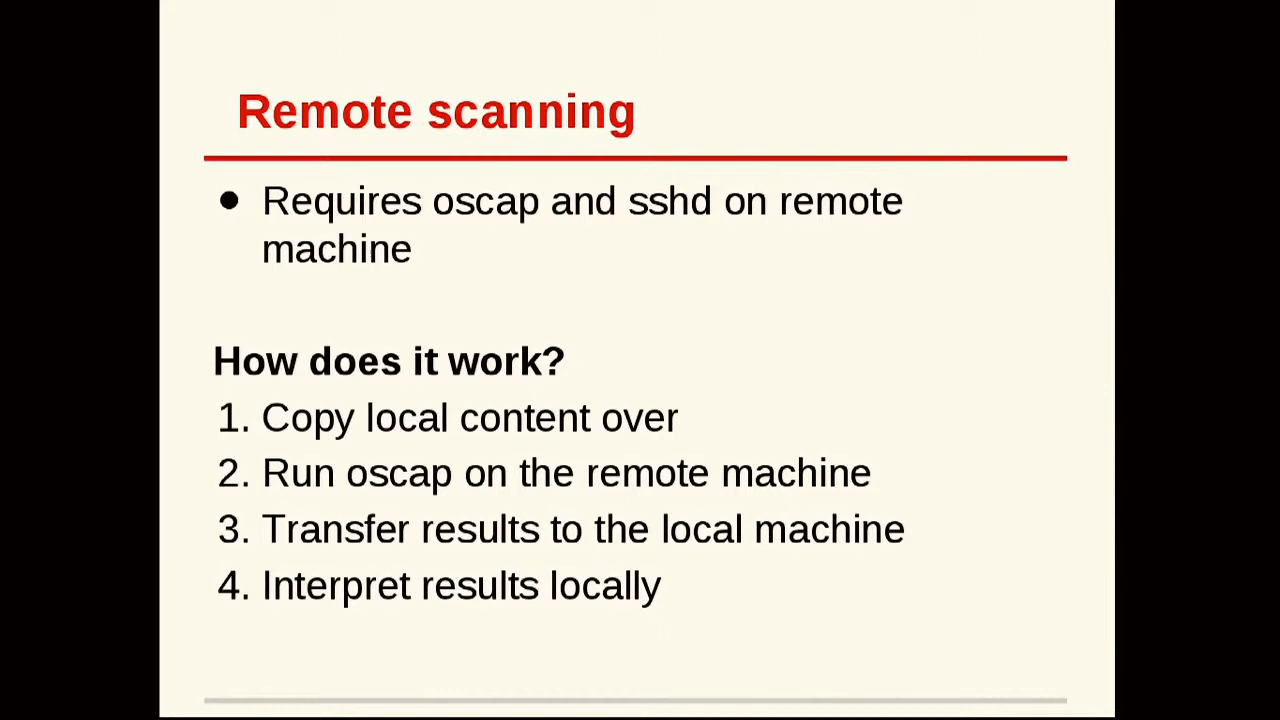 Remote scanning
● Requires oscap and sshd on remote
machine
How does it work?
1. Copy local content over
2. Run oscap on the remote machine
3. Transfer results to the local machine
4. Interpret results locally